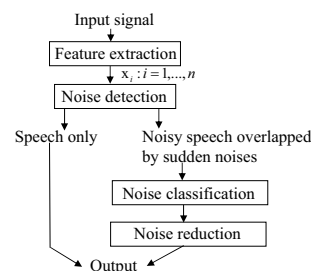 Input signal
Feature extraction
x_i : i = 1,...,n
Noise detection
Speech only
Noisy speech overlapped
by sudden noises
Noise classification
Noise reduction
Output